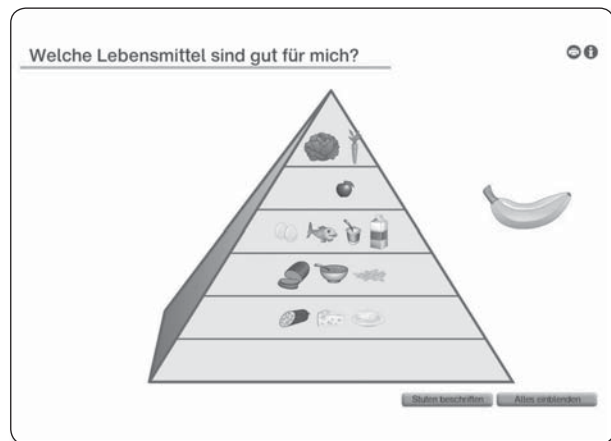 Welche Lebensmittel sind gut für mich?
Stufen beschriften
Alles einblenden